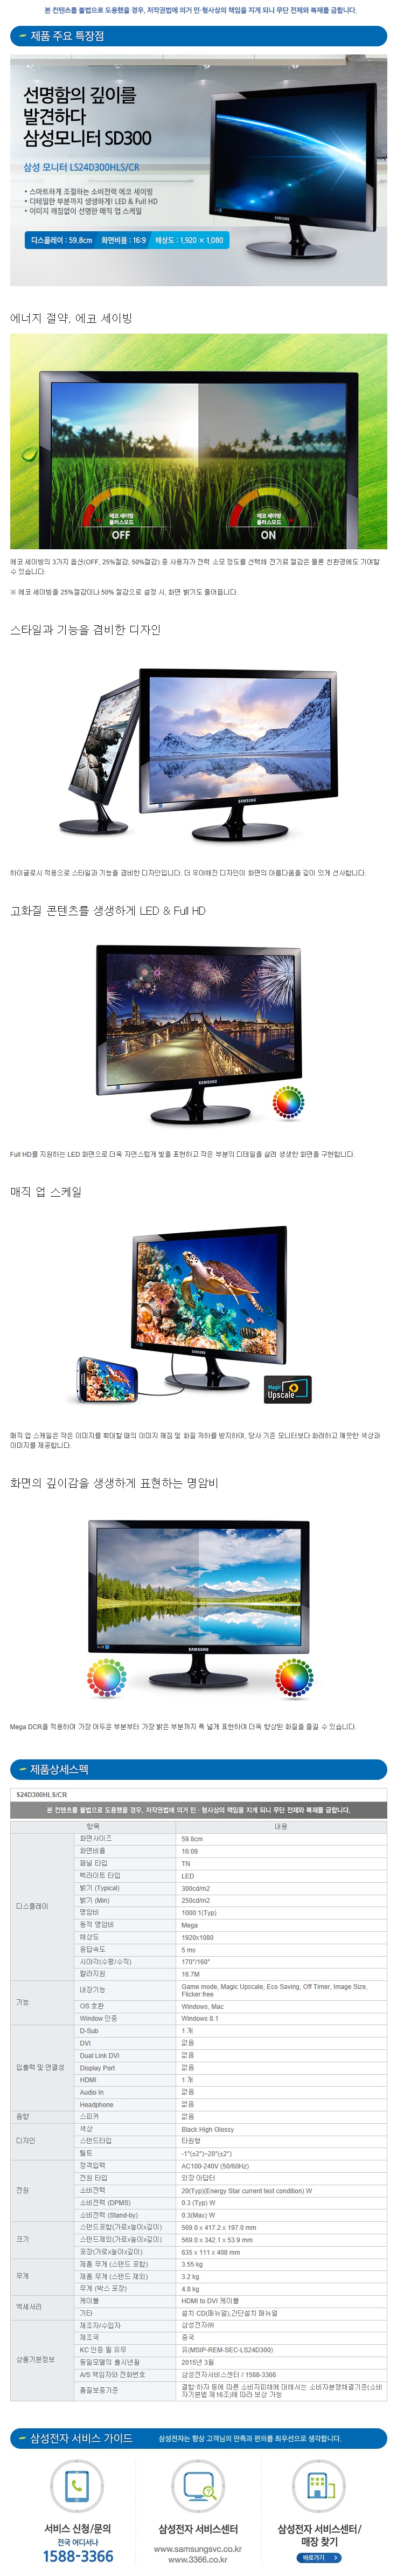 본 컨텐츠를 불법으로 도용했을 경우, 저작권법에 의거 민·형사상의 책임을 지게 되니 무단 전제와 복제를 금합니다.
제품 주요 특장점
선명함의 깊이를
발견하다
삼성모니터 SD300
삼성 모니터 LS24D300HLS/CR
• 스마트하게 조절하는 소비전력 에코 세이빙
• 디테일한 부분까지 생생하게! LED & Full HD
• 이미지 깨짐없이 선명한 매직 업 스케일
디스플레이 : 59.8cm 화면비율 : 16:9 해상도 : 1,920 × 1,080
SAMSUNG
에너지 절약, 에코 세이빙
에코 세이빙 플러스모드 OFF
에코 세이빙 플러스모드 ON
에코 세이빙의 3가지 옵션(OFF, 25%절감, 50%절감) 중 사용자가 전력 소모 정도를 선택해 전기료 절감은 물론 친환경에도 기여할
수 있습니다.
※ 에코 세이빙을 25%절감이나 50% 절감으로 설정 시, 화면 밝기도 줄어듭니다.
스타일과 기능을 겸비한 디자인
SAMSUNG
하이글로시 적용으로 스타일과 기능을 겸비한 디자인입니다. 더 우아해진 디자인이 화면의 아름다움을 깊이 있게 선사합니다.
고화질 콘텐츠를 생생하게 LED & Full HD
SAMSUNG
Full HD를 지원하는 LED 화면으로 더욱 자연스럽게 빛을 표현하고 작은 부분의 디테일을 살려 생생한 화면을 구현합니다.
매직 업 스케일
SAMSUNG
Magic Upscale
매직 업 스케일은 작은 이미지를 확대할 때의 이미지 깨짐 및 화질 저하를 방지하여, 당사 기존 모니터보다 화려하고 깨끗한 색상과
이미지를 제공합니다.
화면의 깊이감을 생생하게 표현하는 명암비
SAMSUNG
Mega DCR을 적용하여 가장 어두운 부분부터 가장 밝은 부분까지 폭 넓게 표현하여 더욱 향상된 화질을 즐길 수 있습니다.
제품상세스펙
S24D300HLS/CR
본 컨텐츠를 불법으로 도용했을 경우, 저작권법에 의거 민·형사상의 책임을 지게 되니 무단 전제와 복제를 금합니다.
항목 내용
디스플레이
화면사이즈 59.8cm
화면비율 16:09
패널 타입 TN
백라이트 타입 LED
밝기 (Typical) 300cd/m2
밝기 (Min) 250cd/m2
명암비 1000:1(Typ)
동적 명암비 Mega
해상도 1920x1080
응답속도 5 ms
시야각(수평/수직) 170°/160°
칼라지원 16.7M
기능
내장기능 Game mode, Magic Upscale, Eco Saving, Off Timer, Image Size, Flicker free
OS 호환 Windows, Mac
Window 인증 Windows 8.1
입출력 및 연결성
D-Sub 1 개
DVI 없음
Dual Link DVI 없음
Display Port 없음
HDMI 1 개
Audio In 없음
Headphone 없음
음향 스피커 없음
디자인
색상 Black High Glossy
스탠드타입 타원형
틸트 -1°(±2°)~20°(±2°)
전원
정격입력 AC100-240V (50/60Hz)
전원 타입 외장 아답터
소비전력 20(Typ)(Energy Star current test condition) W
소비전력 (DPMS) 0.3 (Typ) W
소비전력 (Stand-by) 0.3(Max) W
크기
스탠드포함(가로x높이x깊이) 569.0 x 417.2 x 197.0 mm
스탠드제외(가로x높이x깊이) 569.0 x 342.1 x 53.9 mm
포장(가로x높이x깊이) 635 x 111 x 408 mm
무게
제품 무게 (스탠드 포함) 3.55 kg
제품 무게 (스탠드 제외) 3.2 kg
무게 (박스 포장) 4.8 kg
액세서리
케이블 HDMI to DVI 케이블
기타 설치 CD(매뉴얼),간단설치 매뉴얼
상품기본정보
제조자/수입자 삼성전자㈜
제조국 중국
KC 인증 필 유무 유(MSIP-REM-SEC-LS24D300)
동일모델의 출시년월 2015년 3월
A/S 책임자와 전화번호 삼성전자서비스센터 / 1588-3366
품질보증기준 결함·하자 등에 따른 소비자피해에 대해서는 소비자분쟁해결기준(소비자기본법 제16조)에 따라 보상 가능
삼성전자 서비스 가이드 삼성전자는 항상 고객님의 만족과 편의를 최우선으로 생각합니다.
서비스 신청/문의
전국 어디서나
1588-3366
삼성전자 서비스센터
www.samsungsvc.co.kr
www.3366.co.kr
삼성전자 서비스센터/
매장 찾기
바로가기 >